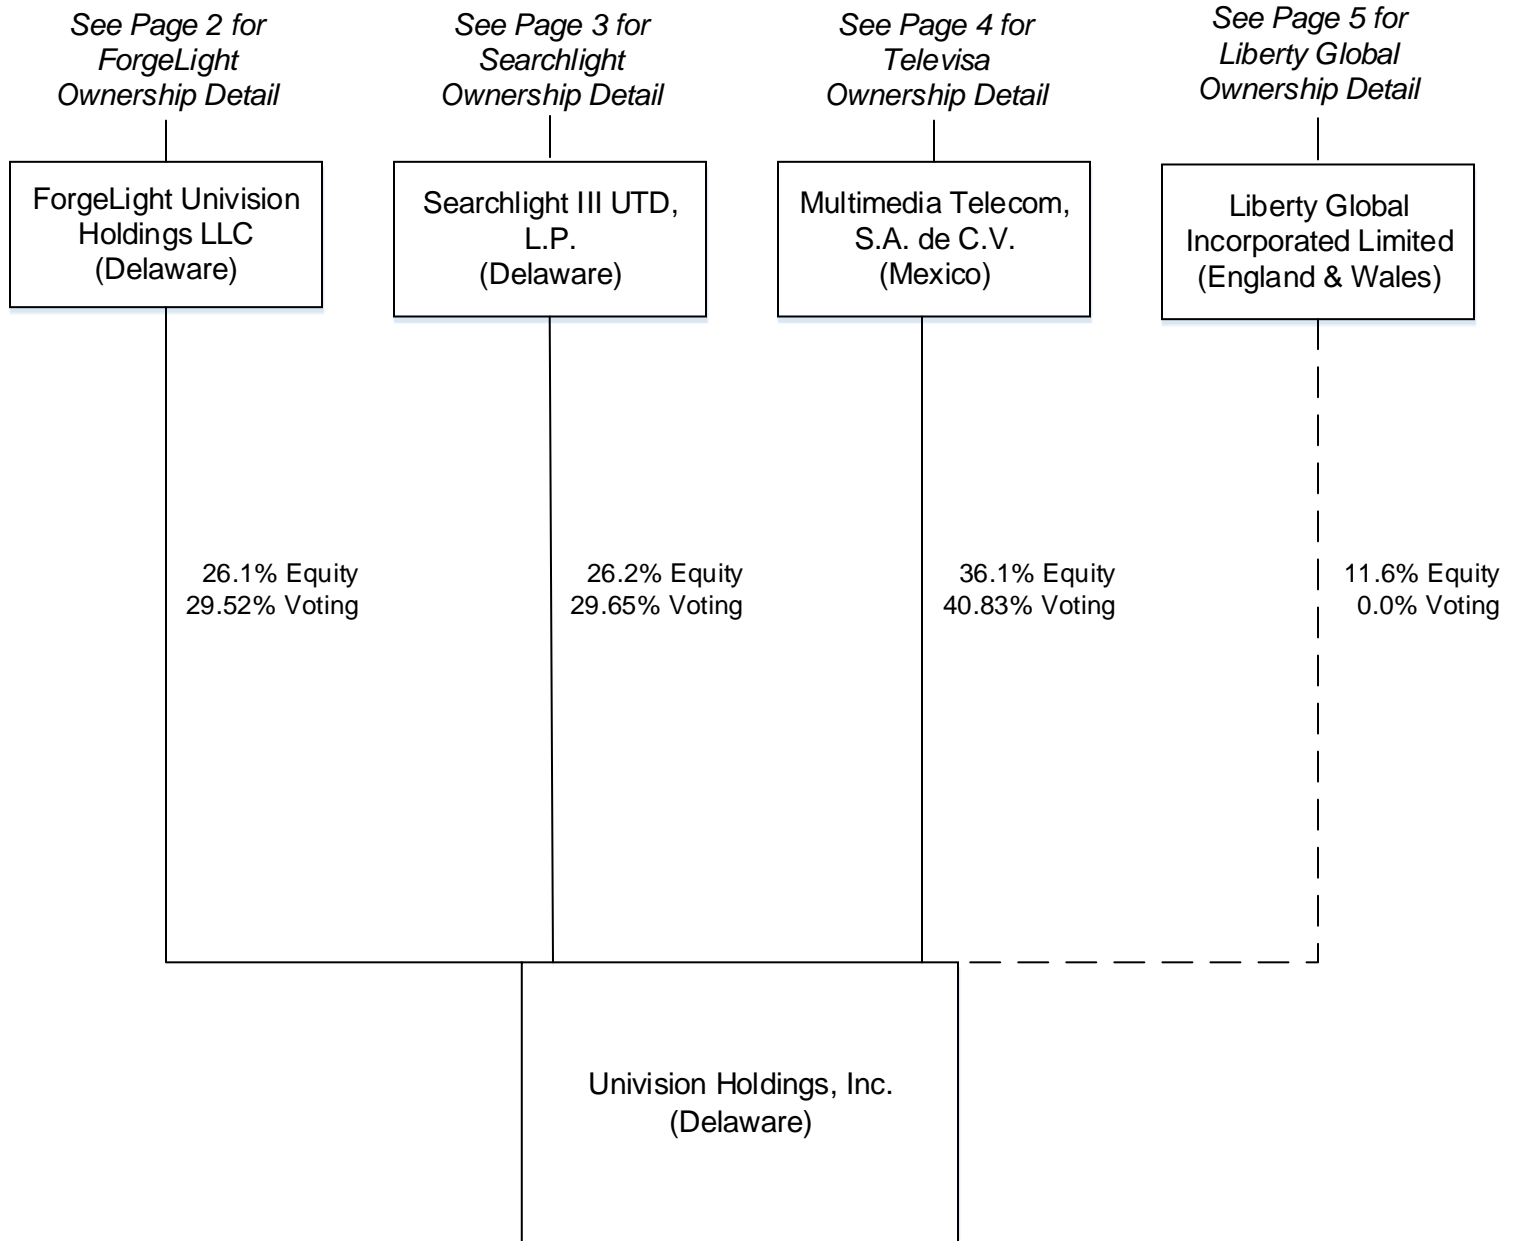 See Page 2 for
ForgeLight
Ownership Detail
See Page 3 for
Searchlight
Ownership Detail
See Page 4 for
Televisa
Ownership Detail
See Page 5 for
Liberty Global
Ownership Detail
ForgeLight Univision
Holdings LLC
(Delaware)
Searchlight III UTD,
L.P.
(Delaware)
Multimedia Telecom,
S.A. de C.V.
(Mexico)
Liberty Global
Incorporated Limited
(England & Wales)
26.1% Equity
29.52% Voting
26.2% Equity
29.65% Voting
36.1% Equity
40.83% Voting
11.6% Equity
0.0% Voting
Univision Holdings, Inc.
(Delaware)